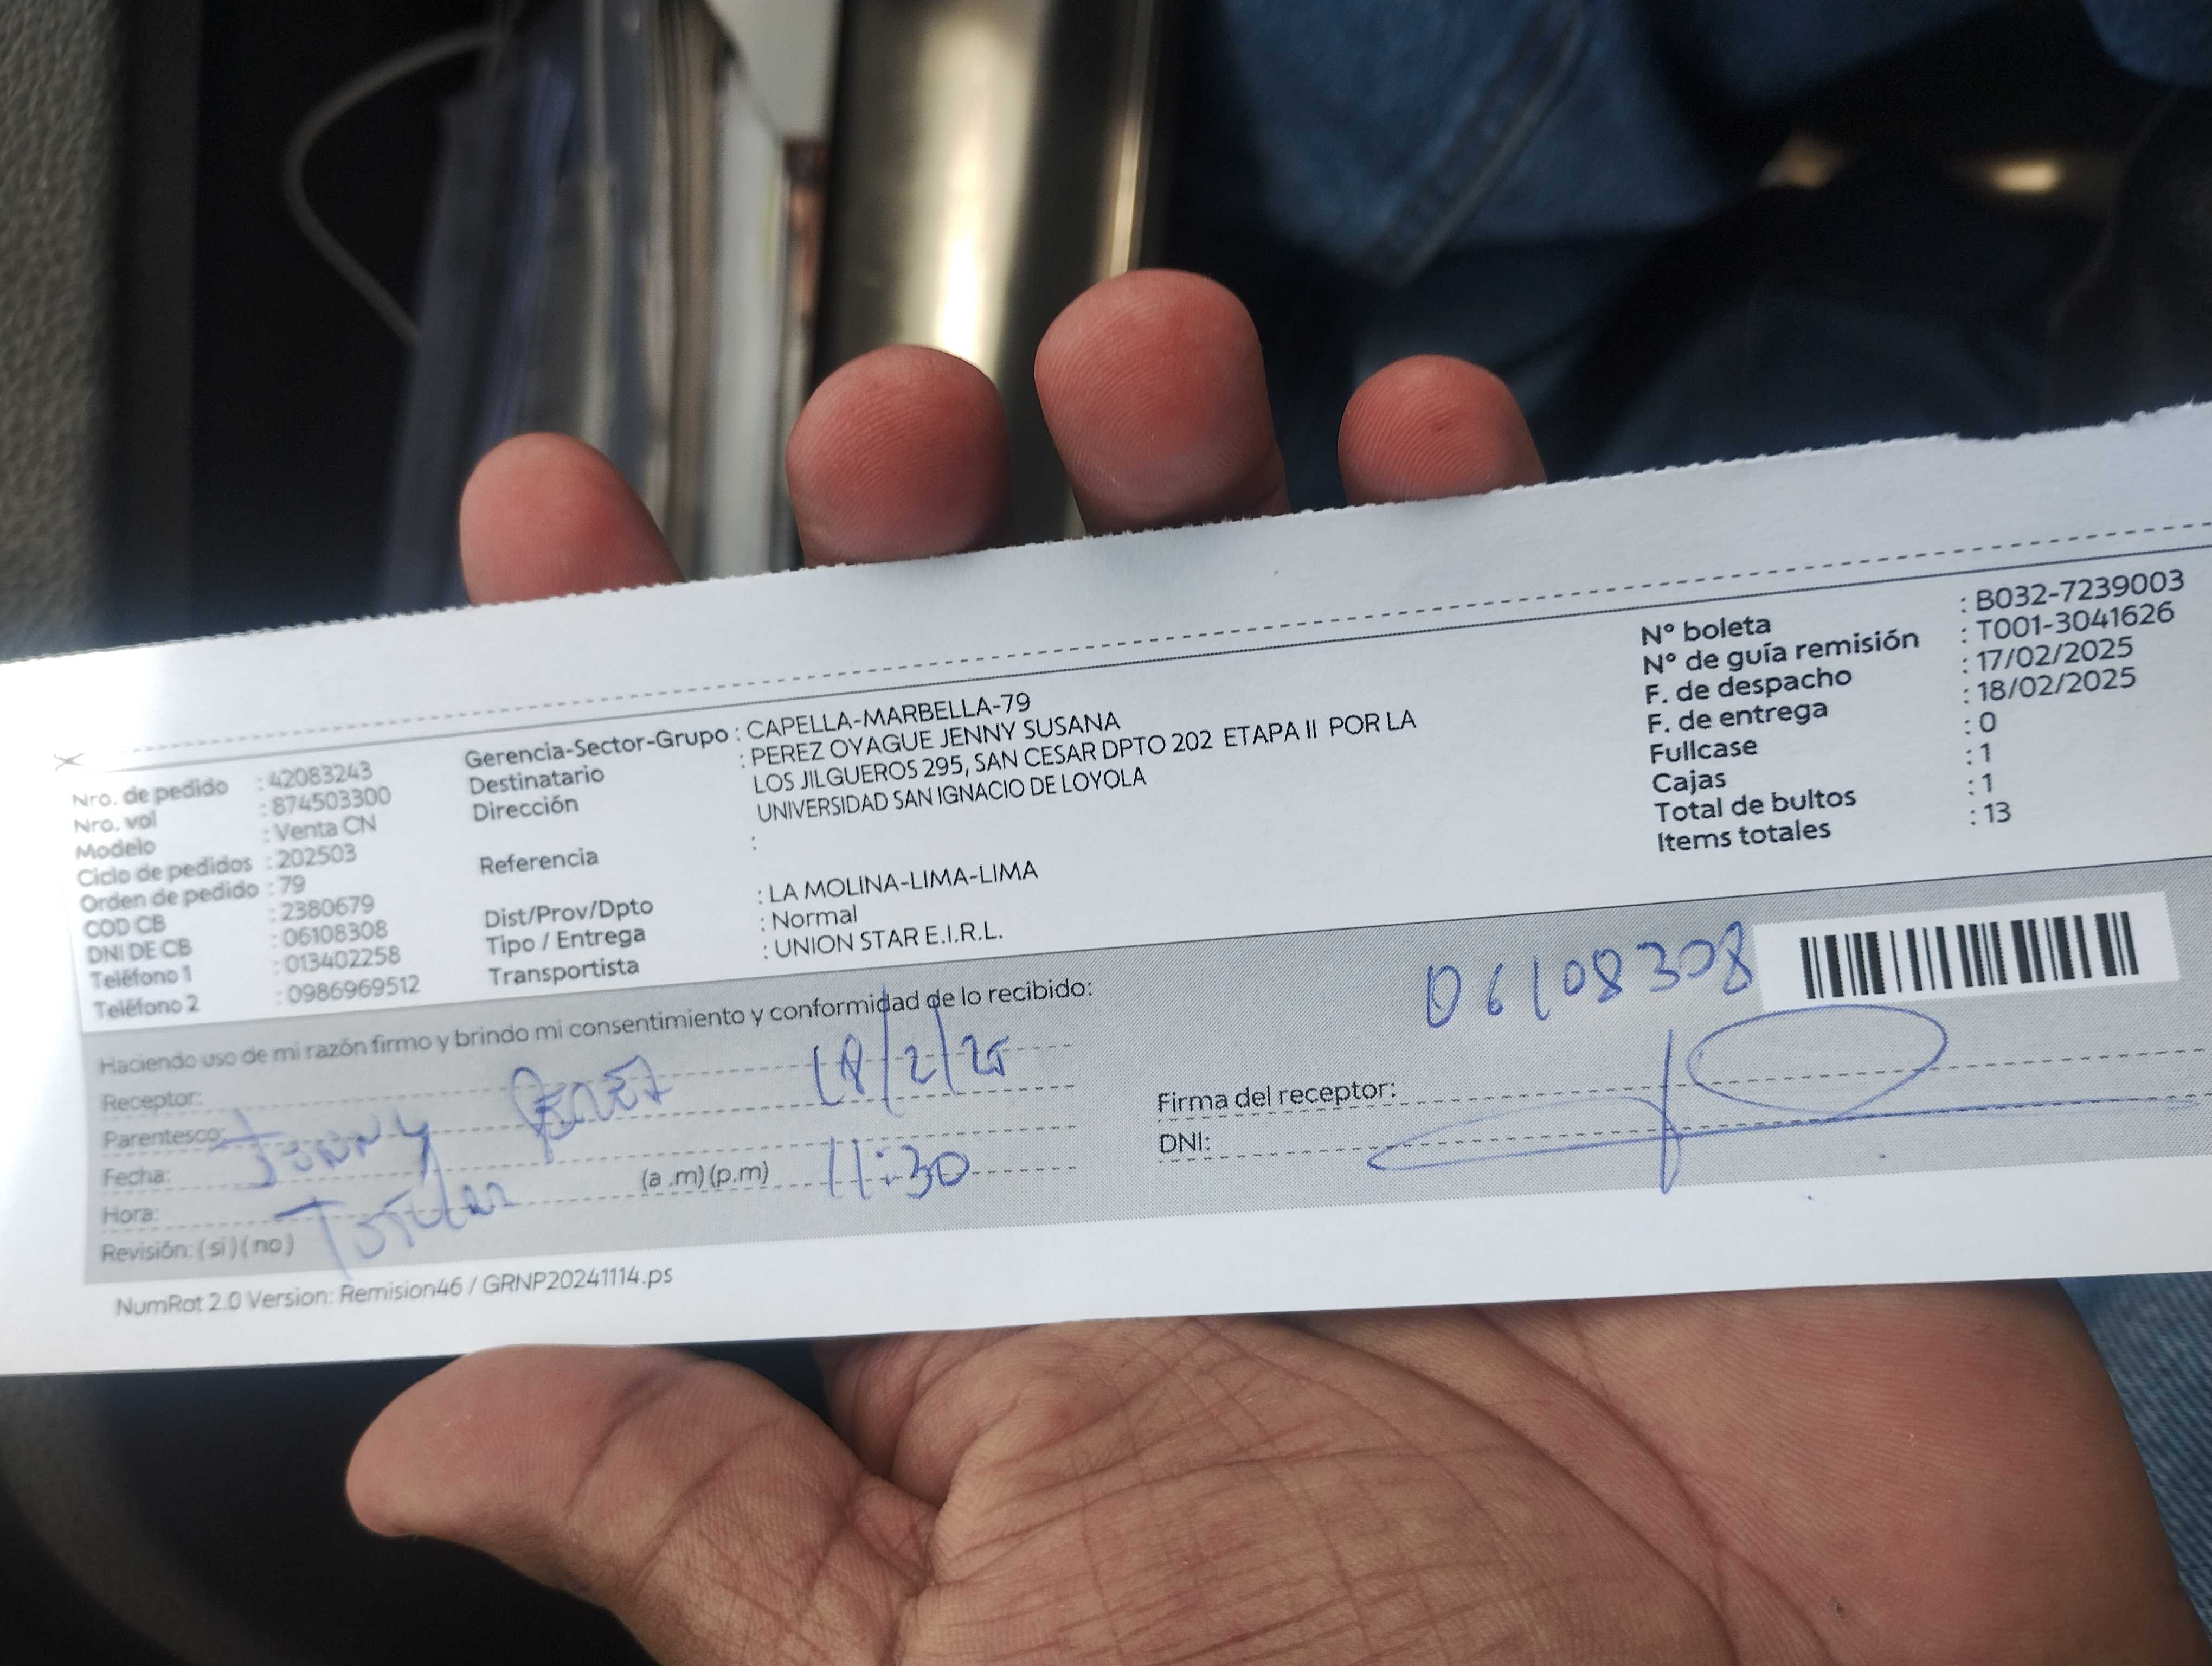 Nro. de pedido : 42083243
Nro. vol : 874503300
Modelo : Venta CN
Ciclo de pedidos : 202503
Orden de pedido : 79
COD CB : 2380679
DNI DE CB : 06108308
Teléfono 1 : 013402258
Teléfono 2 : 0986969512
Gerencia-Sector-Grupo : CAPELLA-MARBELLA-79
Destinatario : PEREZ OYAGUE JENNY SUSANA
Dirección LOS JILGUEROS 295, SAN CESAR DPTO 202 ETAPA II POR LA
UNIVERSIDAD SAN IGNACIO DE LOYOLA
Referencia :
Dist/Prov/Dpto : LA MOLINA-LIMA-LIMA
Tipo / Entrega : Normal
Transportista : UNION STAR E.I.R.L.
N° boleta : B032-7239003
N° de guía remisión : T001-3041626
F. de despacho : 17/02/2025
F. de entrega : 18/02/2025
Fullcase : 0
Cajas : 1
Total de bultos : 1
Items totales : 13
Haciendo uso de mi razón firmo y brindo mi consentimiento y conformidad de lo recibido:
06108308
Receptor:
18/2/25
Parentesco:
Jenny Perez
Fecha:
Hora: (a .m) (p.m) 11:30
Titular
Revisión: ( si ) ( no )
Firma del receptor:
DNI:
NumRot 2.0 Version: Remision46 / GRNP20241114.ps